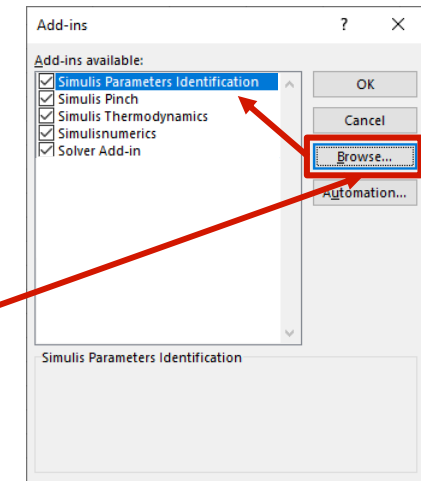 Add-ins
?
Add-ins available:
Simulis Parameters Identification
Simulis Pinch
Simulis Thermodynamics
Simulisnumerics
Solver Add-in
OK
Cancel
Browse...
Automation...
Simulis Parameters Identification